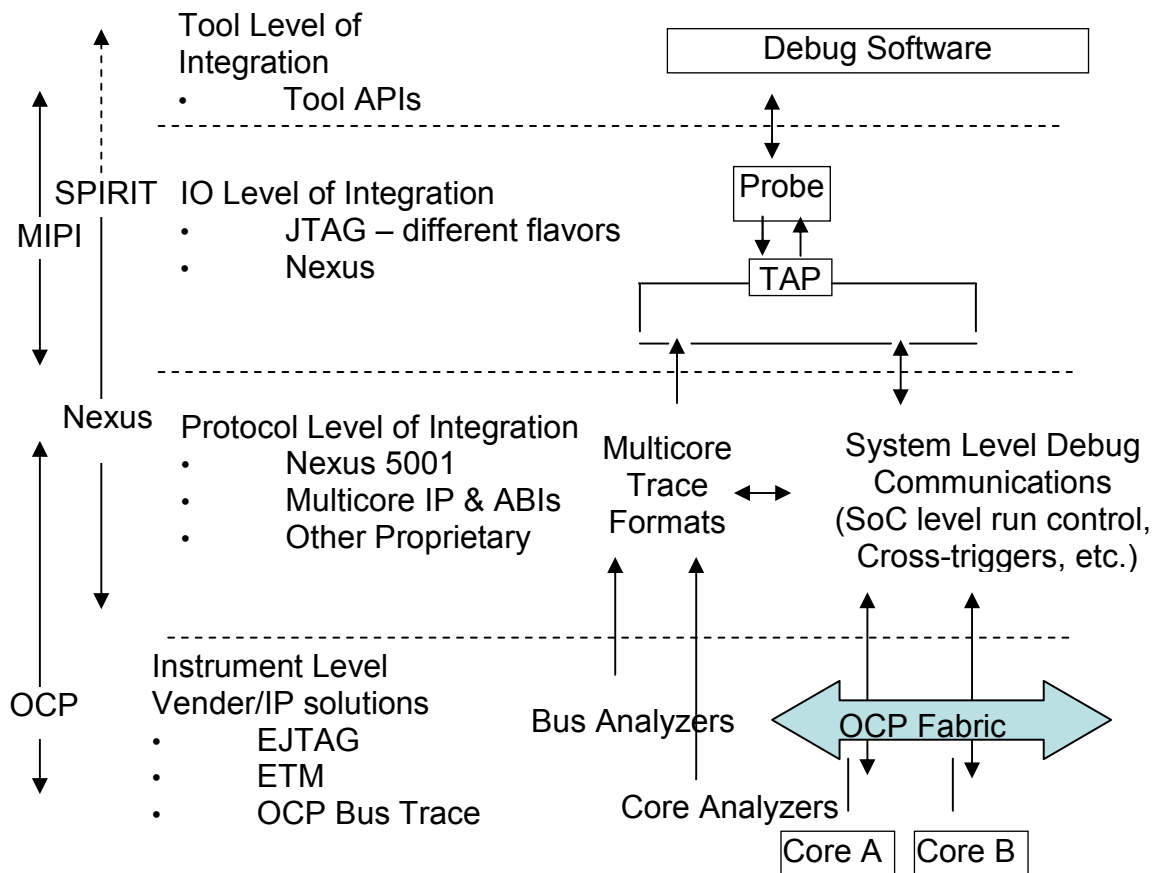 Tool Level of
Integration
• Tool APIs
Debug Software
SPIRIT
MIPI
IO Level of Integration
• JTAG – different flavors
• Nexus
Probe
TAP
Nexus
Protocol Level of Integration
• Nexus 5001
• Multicore IP & ABIs
• Other Proprietary
Multicore
Trace
Formats
System Level Debug
Communications
(SoC level run control,
Cross-triggers, etc.)
OCP
Instrument Level
Vender/IP solutions
• EJTAG
• ETM
• OCP Bus Trace
Bus Analyzers
OCP Fabric
Core Analyzers
Core A
Core B